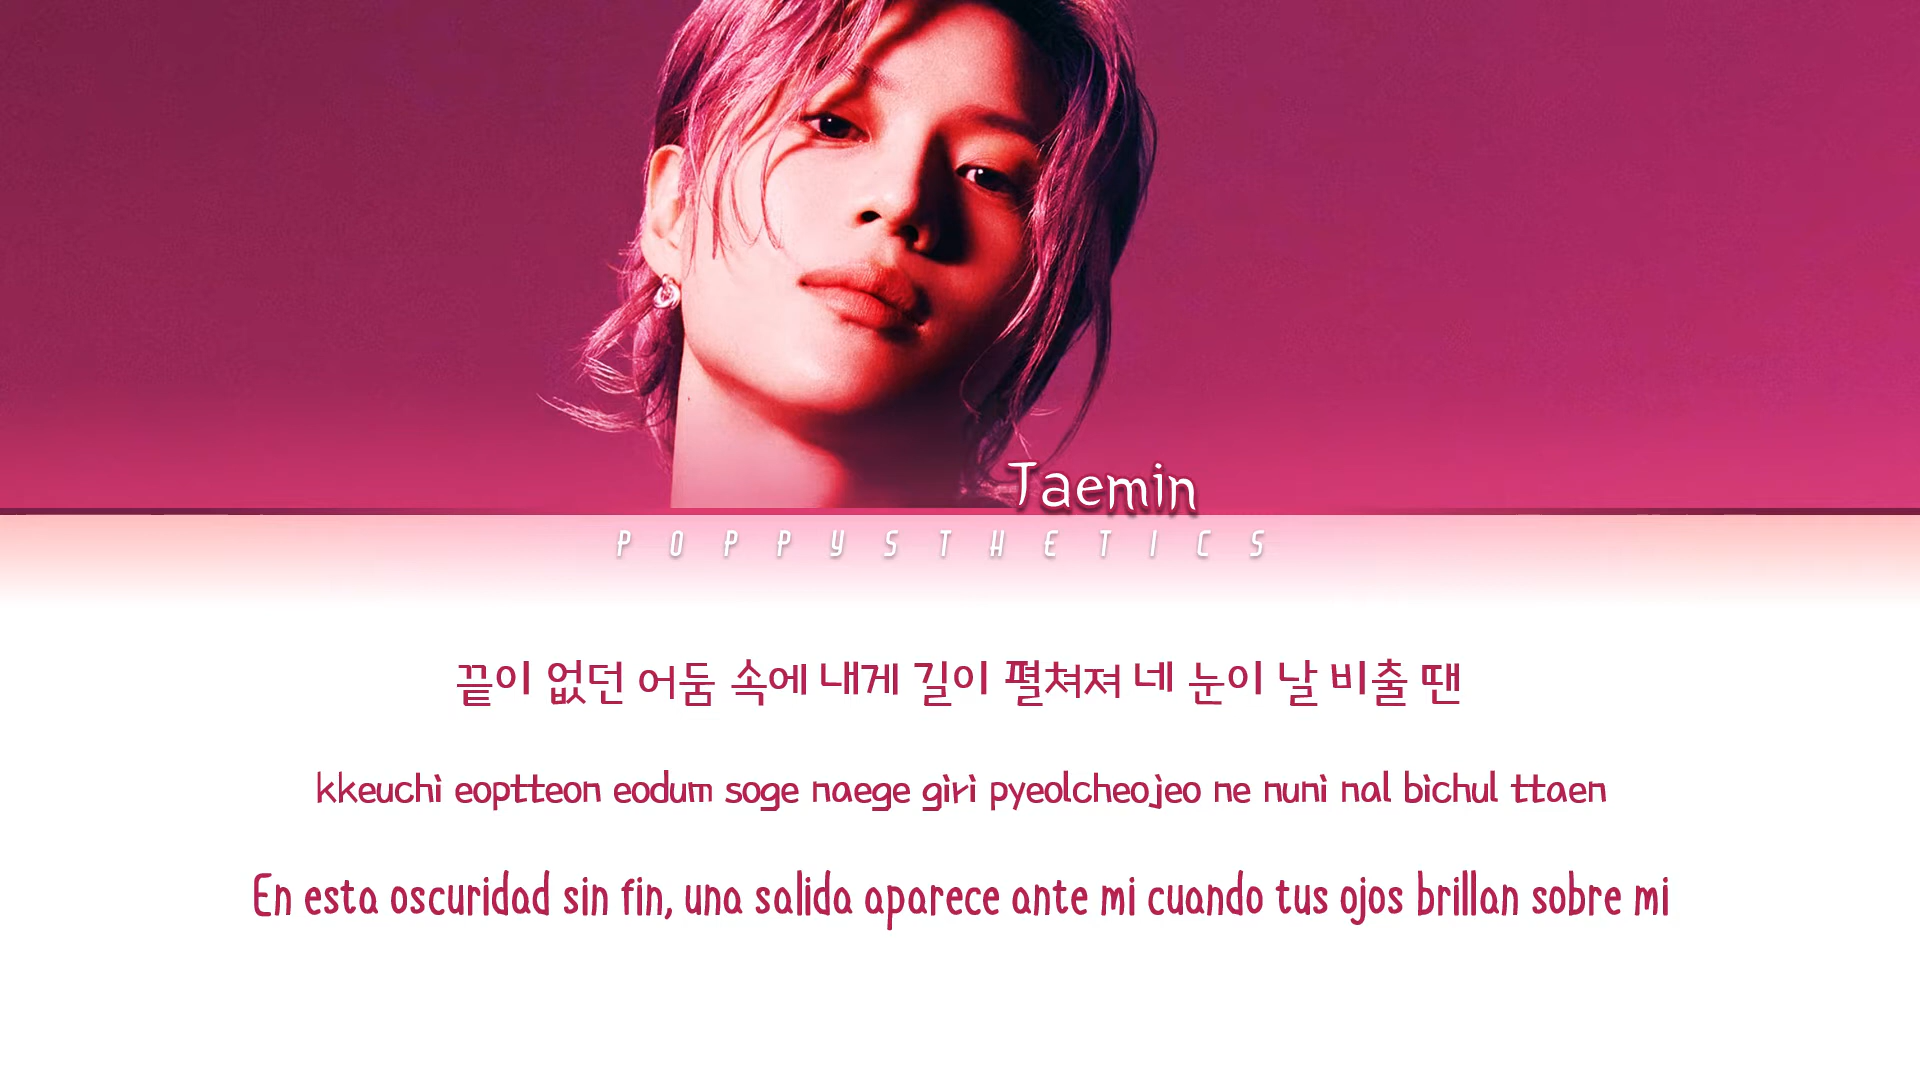 Taemin
POPPYSTHETICS
끝이 없던 어둠 속에 내게 길이 펼쳐져 네 눈이 날 비출 땐
kkeuchi eoptteon eodum soge naege giri pyeolcheojeo ne nuni nal bichul ttaen
En esta oscuridad sin fin, una salida aparece ante mi cuando tus ojos brillan sobre mi